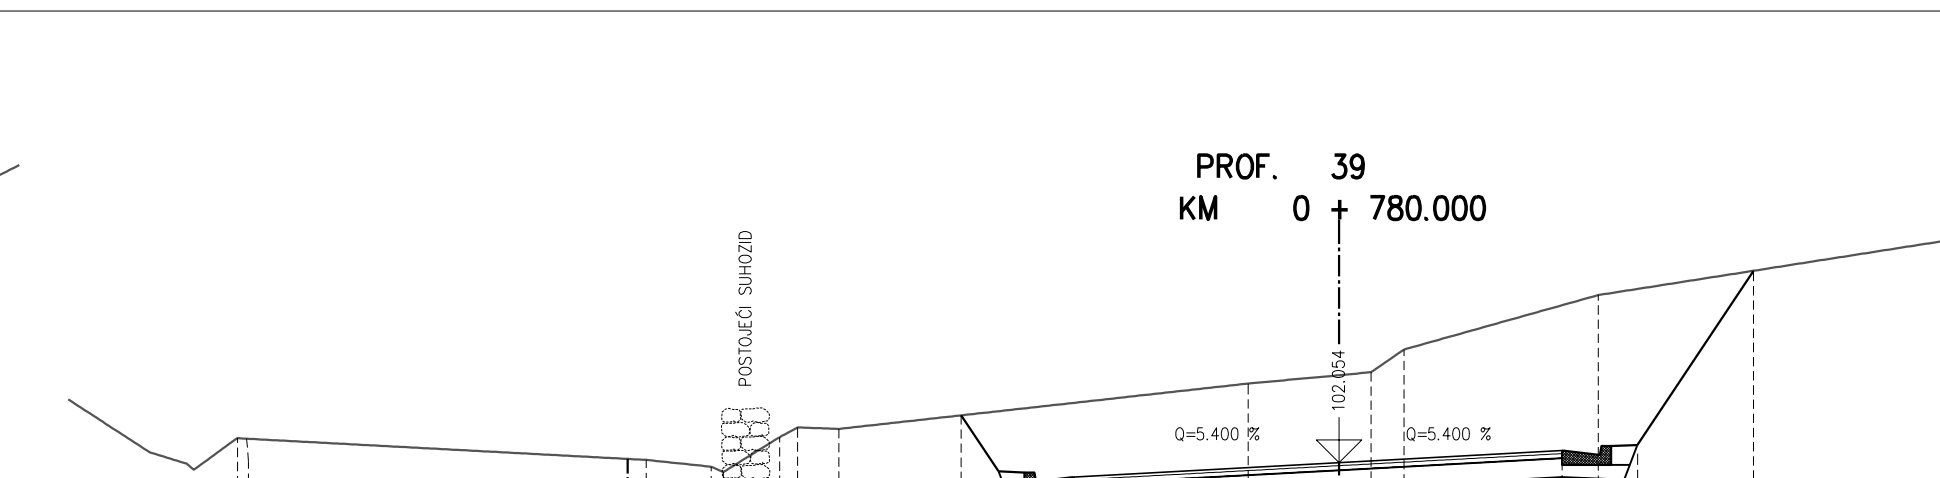 PROF. 39
KM 0 + 780.000
POSTOJEĆI SUHOZID
102.054
Q=5.400 %
Q=5.400 %